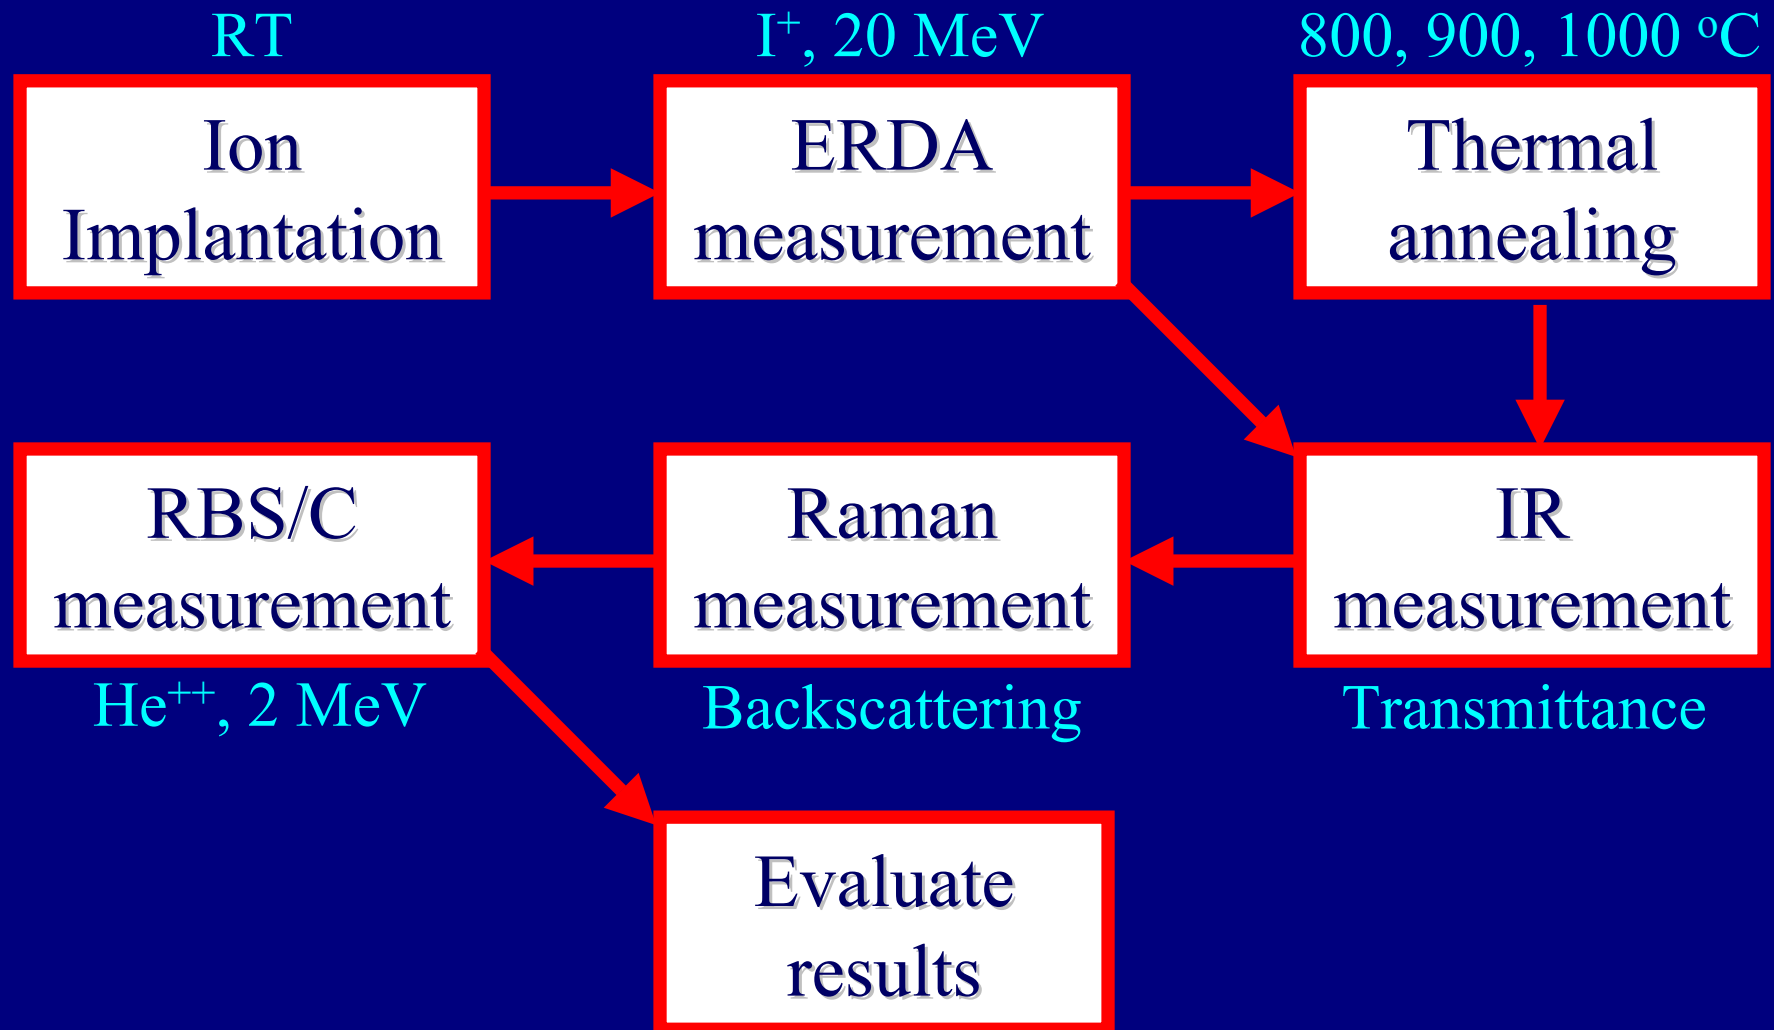 RT
I⁺, 20 MeV
800, 900, 1000 ºC
Ion
Implantation
ERDA
measurement
Thermal
annealing
RBS/C
measurement
Raman
measurement
IR
measurement
He⁺⁺, 2 MeV
Backscattering
Transmittance
Evaluate
results